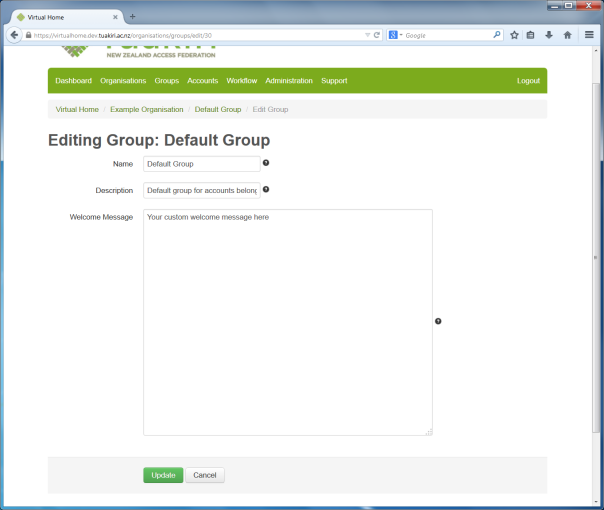 Virtual Home
https://virtualhome.dev.tuakiri.ac.nz/organisations/groups/edit/30
Google
NEW ZEALAND ACCESS FEDERATION
Dashboard Organisations Groups Accounts Workflow Administration Support Logout
Virtual Home / Example Organisation / Default Group / Edit Group
Editing Group: Default Group
Name Default Group
Description Default group for accounts belong
Welcome Message Your custom welcome message here
Update Cancel